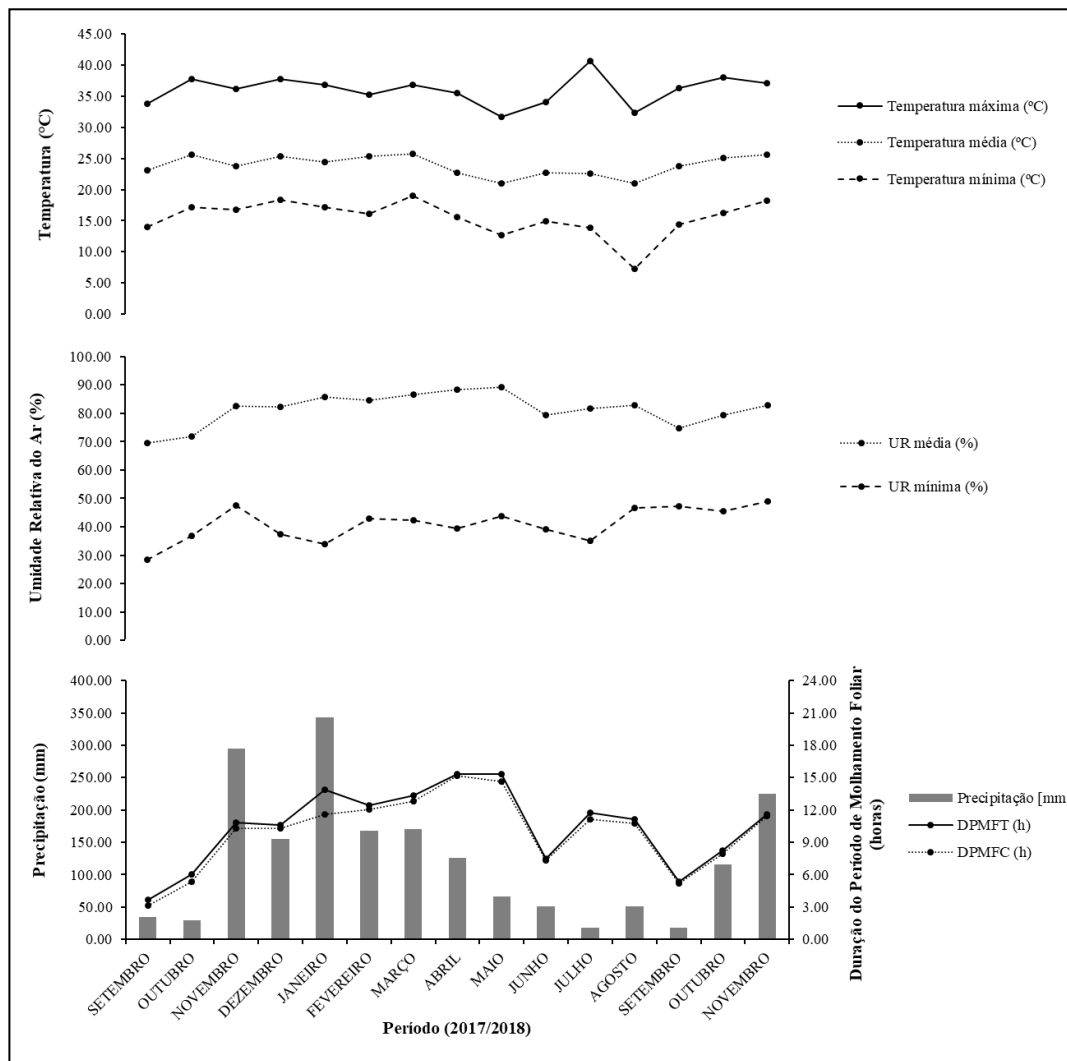 45.00
40.00
35.00
30.00
25.00
20.00
15.00
10.00
5.00
0.00
Temperatura (°C)
Temperatura máxima (ºC)
Temperatura média (ºC)
Temperatura mínima (ºC)
100.00
90.00
80.00
70.00
60.00
50.00
40.00
30.00
20.00
10.00
0.00
Umidade Relativa do Ar (%)
UR média (%)
UR mínima (%)
400.00
350.00
300.00
250.00
200.00
150.00
100.00
50.00
0.00
Precipitação (mm)
24.00
21.00
18.00
15.00
12.00
9.00
6.00
3.00
0.00
Duração do Período de Molhamento Foliar
(horas)
Precipitação [mm
DPMFT (h)
DPMFC (h)
SETEMBRO
OUTUBRO
NOVEMBRO
DEZEMBRO
JANEIRO
FEVEREIRO
MARÇO
ABRIL
MAIO
JUNHO
JULHO
AGOSTO
SETEMBRO
OUTUBRO
NOVEMBRO
Período (2017/2018)